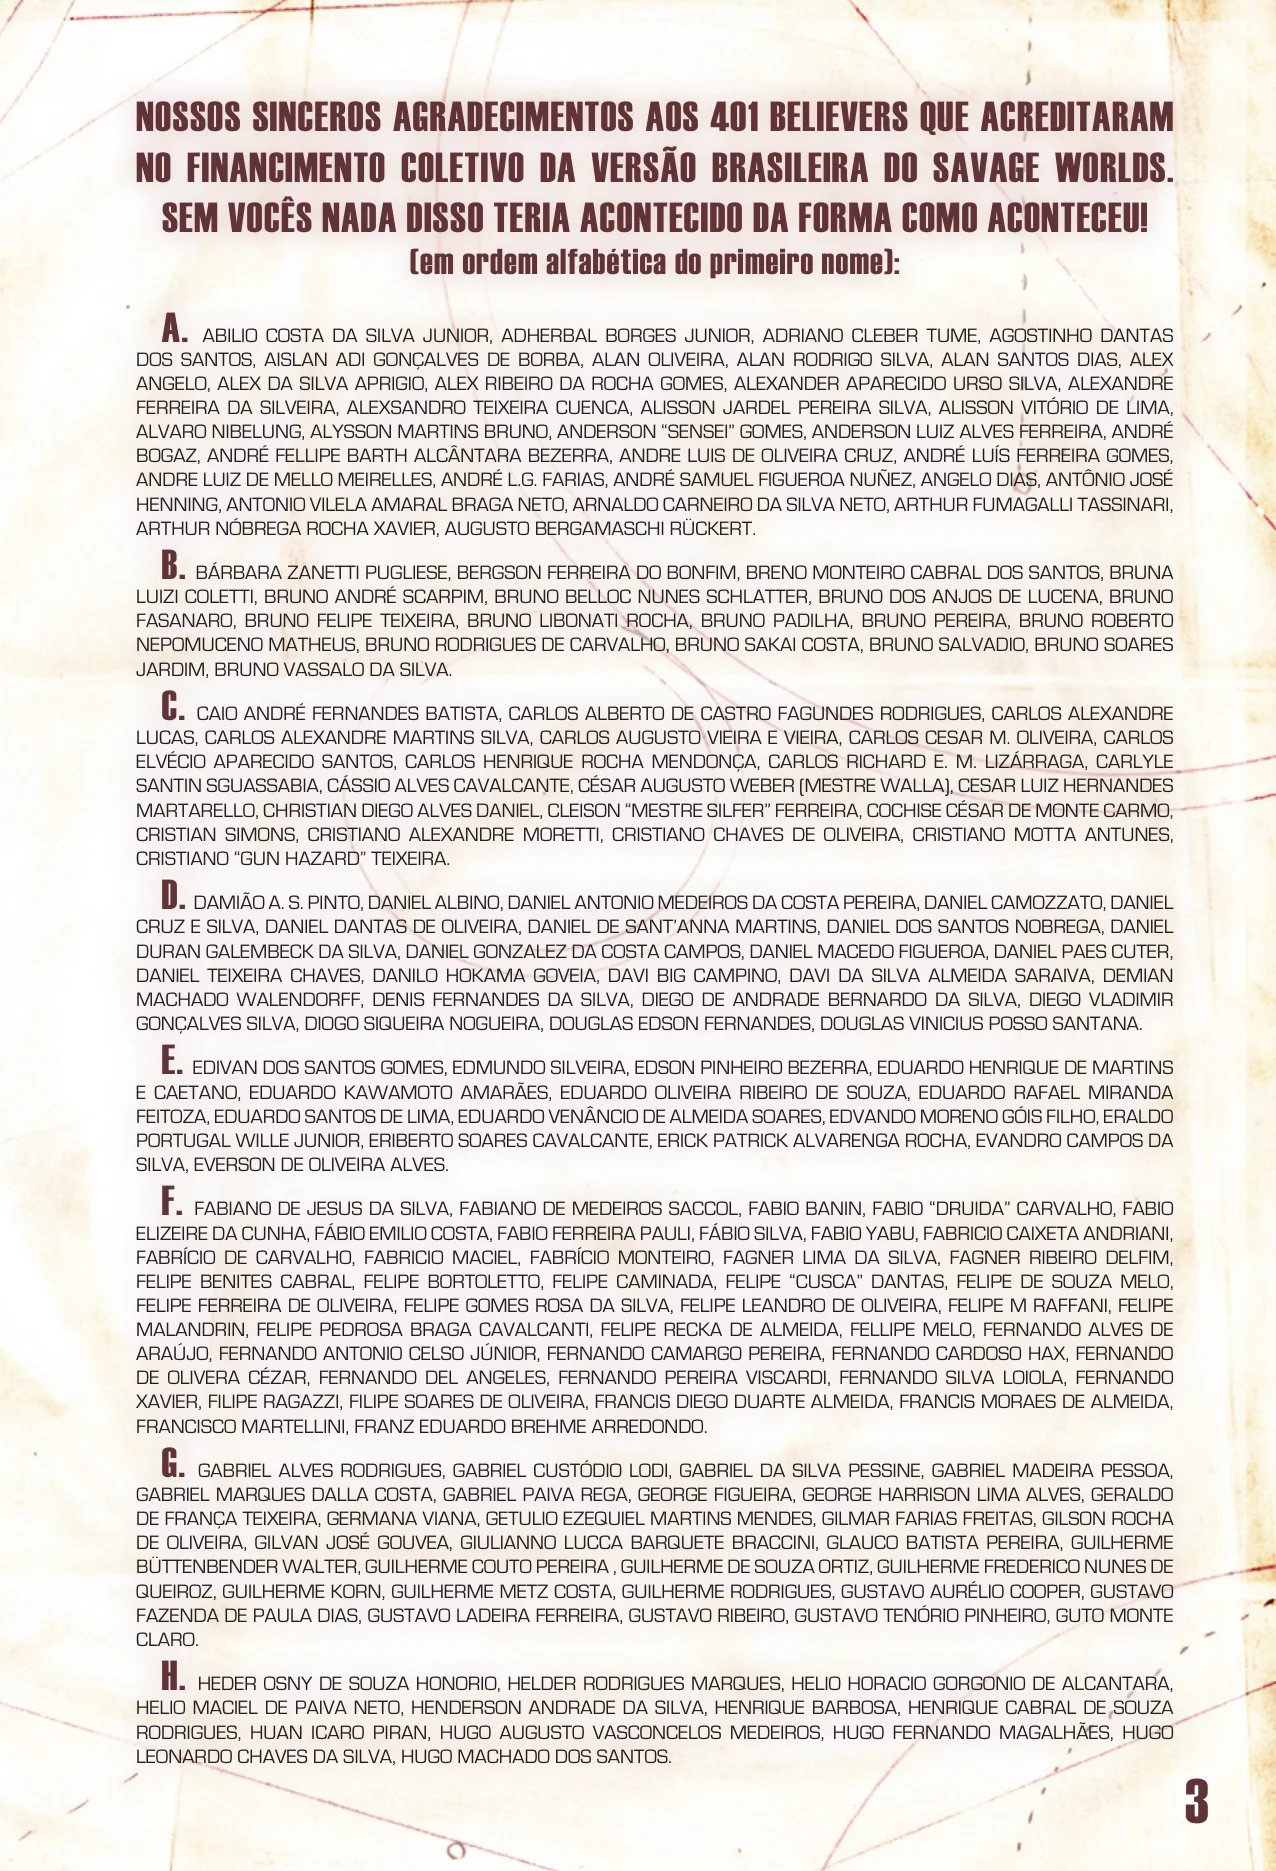 NOSSOS SINCEROS AGRADECIMENTOS AOS 401 BELIEVERS QUE ACREDITARAM
NO FINANCIMENTO COLETIVO DA VERSÃO BRASILEIRA DO SAVAGE WORLDS.
SEM VOCÊS NADA DISSO TERIA ACONTECIDO DA FORMA COMO ACONTECEU!
(em ordem alfabética do primeiro nome):
A. ABILIO COSTA DA SILVA JUNIOR, ADHERBAL BORGES JUNIOR, ADRIANO CLEBER TUME, AGOSTINHO DANTAS
DOS SANTOS, AISLAN ADI GONÇALVES DE BORBA, ALAN OLIVEIRA, ALAN RODRIGO SILVA, ALAN SANTOS DIAS, ALEX
ANGELO, ALEX DA SILVA APRIGIO, ALEX RIBEIRO DA ROCHA GOMES, ALEXANDER APARECIDO URSO SILVA, ALEXANDRE
FERREIRA DA SILVEIRA, ALEXSANDRO TEIXEIRA CUENCA, ALISSON JARDEL PEREIRA SILVA, ALISSON VITÓRIO DE LIMA,
ALVARO NIBELUNG, ALYSSON MARTINS BRUNO, ANDERSON “SENSEI” GOMES, ANDERSON LUIZ ALVES FERREIRA, ANDRÉ
BOGAZ, ANDRÉ FELLIPE BARTH ALCÂNTARA BEZERRA, ANDRE LUIS DE OLIVEIRA CRUZ, ANDRÉ LUÍS FERREIRA GOMES,
ANDRE LUIZ DE MELLO MEIRELLES, ANDRÉ L.G. FARIAS, ANDRÉ SAMUEL FIGUEROA NUÑEZ, ANGELO DIAS, ANTÔNIO JOSÉ
HENNING, ANTONIO VILELA AMARAL BRAGA NETO, ARNALDO CARNEIRO DA SILVA NETO, ARTHUR FUMAGALLI TASSINARI,
ARTHUR NÓBREGA ROCHA XAVIER, AUGUSTO BERGAMASCHI RÜCKERT.
B. BÁRBARA ZANETTI PUGLIESE, BERGSON FERREIRA DO BONFIM, BRENO MONTEIRO CABRAL DOS SANTOS, BRUNA
LUIZI COLETTI, BRUNO ANDRÉ SCARPIM, BRUNO BELLOC NUNES SCHLATTER, BRUNO DOS ANJOS DE LUCENA, BRUNO
FASANARO, BRUNO FELIPE TEIXEIRA, BRUNO LIBONATI ROCHA, BRUNO PADILHA, BRUNO PEREIRA, BRUNO ROBERTO
NEPOMUCENO MATHEUS, BRUNO RODRIGUES DE CARVALHO, BRUNO SAKAI COSTA, BRUNO SALVADIO, BRUNO SOARES
JARDIM, BRUNO VASSALO DA SILVA.
C. CAIO ANDRÉ FERNANDES BATISTA, CARLOS ALBERTO DE CASTRO FAGUNDES RODRIGUES, CARLOS ALEXANDRE
LUCAS, CARLOS ALEXANDRE MARTINS SILVA, CARLOS AUGUSTO VIEIRA E VIEIRA, CARLOS CESAR M. OLIVEIRA, CARLOS
ELVÉCIO APARECIDO SANTOS, CARLOS HENRIQUE ROCHA MENDONÇA, CARLOS RICHARD E. M. LIZÁRRAGA, CARLYLE
SANTIN SGUASSABIA, CÁSSIO ALVES CAVALCANTE, CÉSAR AUGUSTO WEBER (MESTRE WALLA), CESAR LUIZ HERNANDES
MARTARELLO, CHRISTIAN DIEGO ALVES DANIEL, CLEISON “MESTRE SILFER” FERREIRA, COCHISE CÉSAR DE MONTE CARMO,
CRISTIAN SIMONS, CRISTIANO ALEXANDRE MORETTI, CRISTIANO CHAVES DE OLIVEIRA, CRISTIANO MOTTA ANTUNES,
CRISTIANO “GUN HAZARD” TEIXEIRA.
D. DAMIÃO A. S. PINTO, DANIEL ALBINO, DANIEL ANTONIO MEDEIROS DA COSTA PEREIRA, DANIEL CAMOZZATO, DANIEL
CRUZ E SILVA, DANIEL DANTAS DE OLIVEIRA, DANIEL DE SANT’ANNA MARTINS, DANIEL DOS SANTOS NOBREGA, DANIEL
DURAN GALEMBECK DA SILVA, DANIEL GONZALEZ DA COSTA CAMPOS, DANIEL MACEDO FIGUEROA, DANIEL PAES CUTER,
DANIEL TEIXEIRA CHAVES, DANILO HOKAMA GOVEIA, DAVI BIG CAMPINO, DAVI DA SILVA ALMEIDA SARAIVA, DEMIAN
MACHADO WALENDORFF, DENIS FERNANDES DA SILVA, DIEGO DE ANDRADE BERNARDO DA SILVA, DIEGO VLADIMIR
GONÇALVES SILVA, DIOGO SIQUEIRA NOGUEIRA, DOUGLAS EDSON FERNANDES, DOUGLAS VINICIUS POSSO SANTANA.
E. EDIVAN DOS SANTOS GOMES, EDMUNDO SILVEIRA, EDSON PINHEIRO BEZERRA, EDUARDO HENRIQUE DE MARTINS
E CAETANO, EDUARDO KAWAMOTO AMARÃES, EDUARDO OLIVEIRA RIBEIRO DE SOUZA, EDUARDO RAFAEL MIRANDA
FEITOZA, EDUARDO SANTOS DE LIMA, EDUARDO VENÂNCIO DE ALMEIDA SOARES, EDVANDO MORENO GÓIS FILHO, ERALDO
PORTUGAL WILLE JUNIOR, ERIBERTO SOARES CAVALCANTE, ERICK PATRICK ALVARENGA ROCHA, EVANDRO CAMPOS DA
SILVA, EVERSON DE OLIVEIRA ALVES.
F. FABIANO DE JESUS DA SILVA, FABIANO DE MEDEIROS SACCOL, FABIO BANIN, FABIO “DRUIDA” CARVALHO, FABIO
ELIZEIRE DA CUNHA, FÁBIO EMILIO COSTA, FABIO FERREIRA PAULI, FÁBIO SILVA, FABIO YABU, FABRICIO CAIXETA ANDRIANI,
FABRÍCIO DE CARVALHO, FABRICIO MACIEL, FABRÍCIO MONTEIRO, FAGNER LIMA DA SILVA, FAGNER RIBEIRO DELFIM,
FELIPE BENITES CABRAL, FELIPE BORTOLETTO, FELIPE CAMINADA, FELIPE “CUSCA” DANTAS, FELIPE DE SOUZA MELO,
FELIPE FERREIRA DE OLIVEIRA, FELIPE GOMES ROSA DA SILVA, FELIPE LEANDRO DE OLIVEIRA, FELIPE M RAFFANI, FELIPE
MALANDRIN, FELIPE PEDROSA BRAGA CAVALCANTI, FELIPE RECKA DE ALMEIDA, FELLIPE MELO, FERNANDO ALVES DE
ARAÚJO, FERNANDO ANTONIO CELSO JÚNIOR, FERNANDO CAMARGO PEREIRA, FERNANDO CARDOSO HAX, FERNANDO
DE OLIVERA CÉZAR, FERNANDO DEL ANGELES, FERNANDO PEREIRA VISCARDI, FERNANDO SILVA LOIOLA, FERNANDO
XAVIER, FILIPE RAGAZZI, FILIPE SOARES DE OLIVEIRA, FRANCIS DIEGO DUARTE ALMEIDA, FRANCIS MORAES DE ALMEIDA,
FRANCISCO MARTELLINI, FRANZ EDUARDO BREHME ARREDONDO.
G. GABRIEL ALVES RODRIGUES, GABRIEL CUSTÓDIO LODI, GABRIEL DA SILVA PESSINE, GABRIEL MADEIRA PESSOA,
GABRIEL MARQUES DALLA COSTA, GABRIEL PAIVA REGA, GEORGE FIGUEIRA, GEORGE HARRISON LIMA ALVES, GERALDO
DE FRANÇA TEIXEIRA, GERMANA VIANA, GETULIO EZEQUIEL MARTINS MENDES, GILMAR FARIAS FREITAS, GILSON ROCHA
DE OLIVEIRA, GILVAN JOSÉ GOUVEA, GIULIANNO LUCCA BARQUETE BRACCINI, GLAUCO BATISTA PEREIRA, GUILHERME
BÜTTENBENDER WALTER, GUILHERME COUTO PEREIRA , GUILHERME DE SOUZA ORTIZ, GUILHERME FREDERICO NUNES DE
QUEIROZ, GUILHERME KORN, GUILHERME METZ COSTA, GUILHERME RODRIGUES, GUSTAVO AURÉLIO COOPER, GUSTAVO
FAZENDA DE PAULA DIAS, GUSTAVO LADEIRA FERREIRA, GUSTAVO RIBEIRO, GUSTAVO TENÓRIO PINHEIRO, GUTO MONTE
CLARO.
H. HEDER OSNY DE SOUZA HONORIO, HELDER RODRIGUES MARQUES, HELIO HORACIO GORGONIO DE ALCANTARA,
HELIO MACIEL DE PAIVA NETO, HENDERSON ANDRADE DA SILVA, HENRIQUE BARBOSA, HENRIQUE CABRAL DE SOUZA
RODRIGUES, HUAN ICARO PIRAN, HUGO AUGUSTO VASCONCELOS MEDEIROS, HUGO FERNANDO MAGALHÃES, HUGO
LEONARDO CHAVES DA SILVA, HUGO MACHADO DOS SANTOS.
3